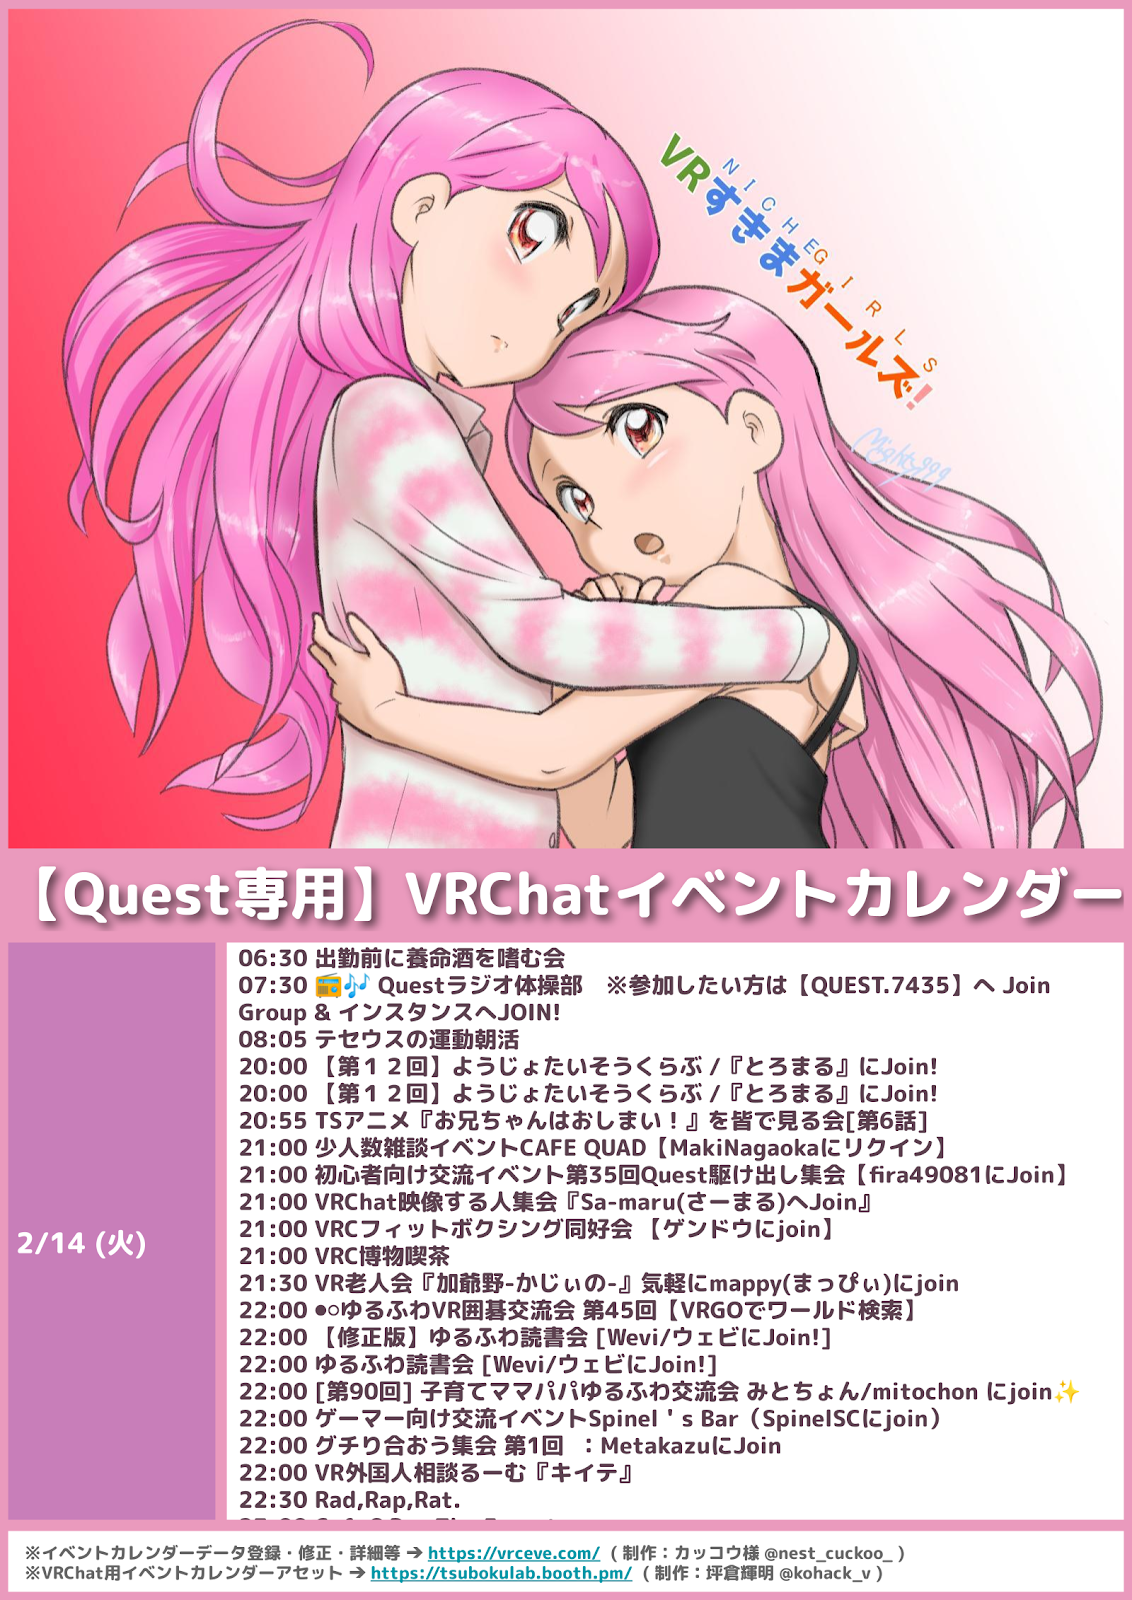 NICHE GIRLS
VRすきまガールズ!
Mighty999
【Quest専用】VRChatイベントカレンダー
2/14 (火)
06:30 出勤前に養命酒を嗜む会
07:30 📻🎶 Questラジオ体操部　※参加したい方は【QUEST.7435】へ Join
Group & インスタンスへJOIN!
08:05 テセウスの運動朝活
20:00 【第１２回】ようじょたいそうくらぶ /『とろまる』にJoin!
20:00 【第１２回】ようじょたいそうくらぶ /『とろまる』にJoin!
20:55 TSアニメ『お兄ちゃんはおしまい！』を皆で見る会[第6話]
21:00 少人数雑談イベントCAFE QUAD【MakiNagaokaにリクイン】
21:00 初心者向け交流イベント第35回Quest駆け出し集会【fira49081にJoin】
21:00 VRChat映像する人集会『Sa-maru(さーまる)へJoin』
21:00 VRCフィットボクシング同好会 【ゲンドウにjoin】
21:00 VRC博物喫茶
21:30 VR老人会『加爺野-かじぃの-』気軽にmappy(まっぴぃ)にjoin
22:00 ⚫︎○ゆるふわVR囲碁交流会 第45回【VRGOでワールド検索】
22:00 【修正版】ゆるふわ読書会 [Wevi/ウェビにJoin!]
22:00 ゆるふわ読書会 [Wevi/ウェビにJoin!]
22:00 [第90回] 子育てママパパゆるふわ交流会 みとちょん/mitochon にjoin✨
22:00 ゲーマー向け交流イベントSpinel ' s Bar（SpinelSCにjoin）
22:00 グチり合おう集会 第1回 ：MetakazuにJoin
22:00 VR外国人相談るーむ『キイテ』
22:30 Rad,Rap,Rat.
※イベントカレンダーデータ登録・修正・詳細等 ➔ https://vrceve.com/ ( 制作：カッコウ様 @nest_cuckoo_ )
※VRChat用イベントカレンダーアセット ➔ https://tsubokulab.booth.pm/ ( 制作：坪倉輝明 @kohack_v )